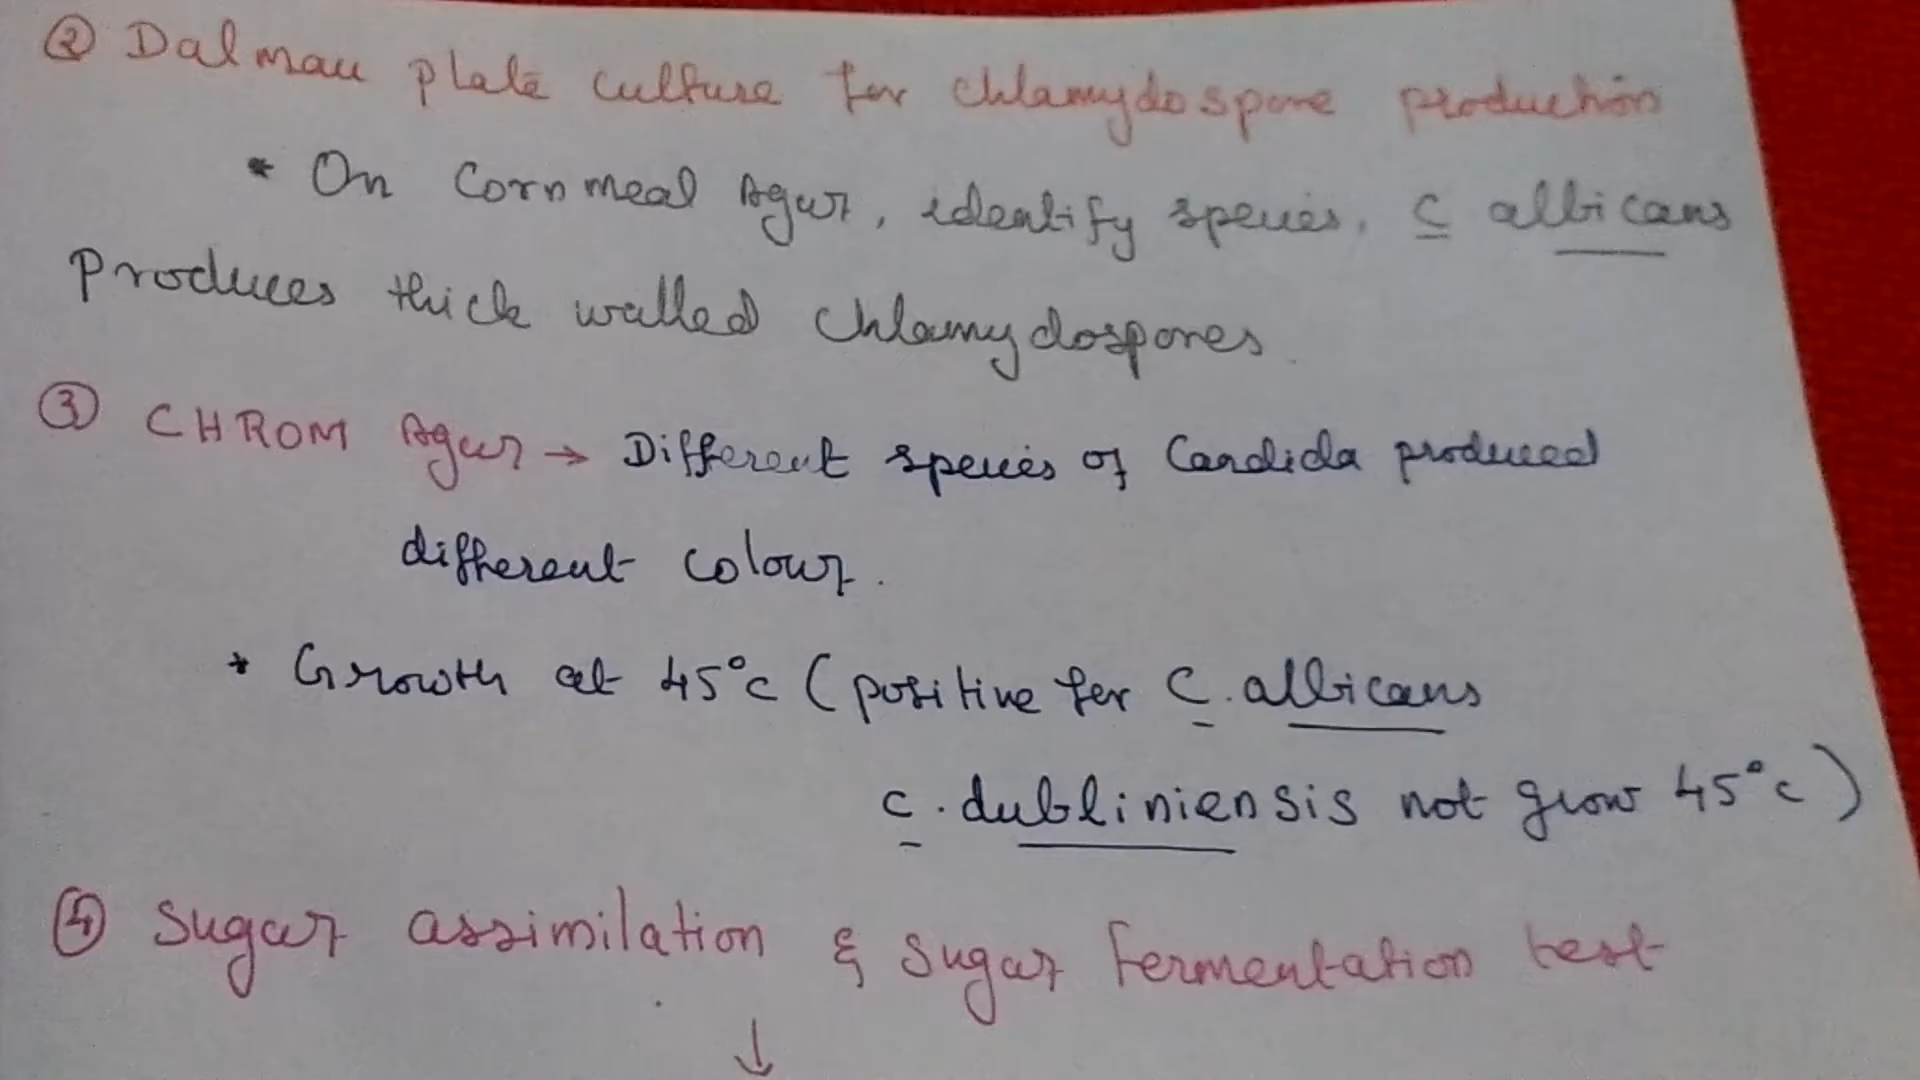 ② Dalmau plate culture for chlamydospore production
* On Cornmeal Agar, identify species, C albicans
produces thick walled chlamydospores.
③ CHROM Agar → Different species of Candida produced
different colour.
* Growth at 45°c (positive for C. albicans
c. dubliniensis not grow 45°c)
④ Sugar assimilation & sugar fermentation test
↓